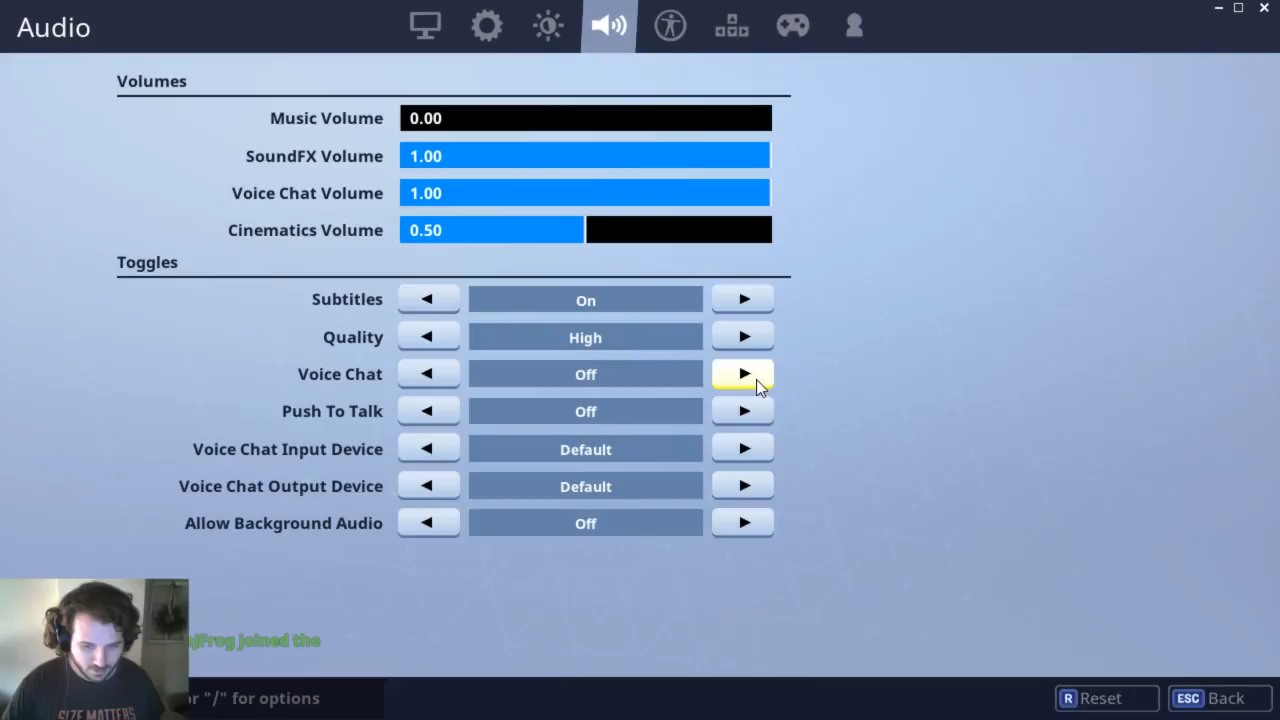 Audio
Volumes
Music Volume 0.00
SoundFX Volume 1.00
Voice Chat Volume 1.00
Cinematics Volume 0.50
Toggles
Subtitles On
Quality High
Voice Chat Off
Push To Talk Off
Voice Chat Input Device Default
Voice Chat Output Device Default
Allow Background Audio Off
joined the
"/" for options
R Reset
ESC Back
SIZE MATTERS